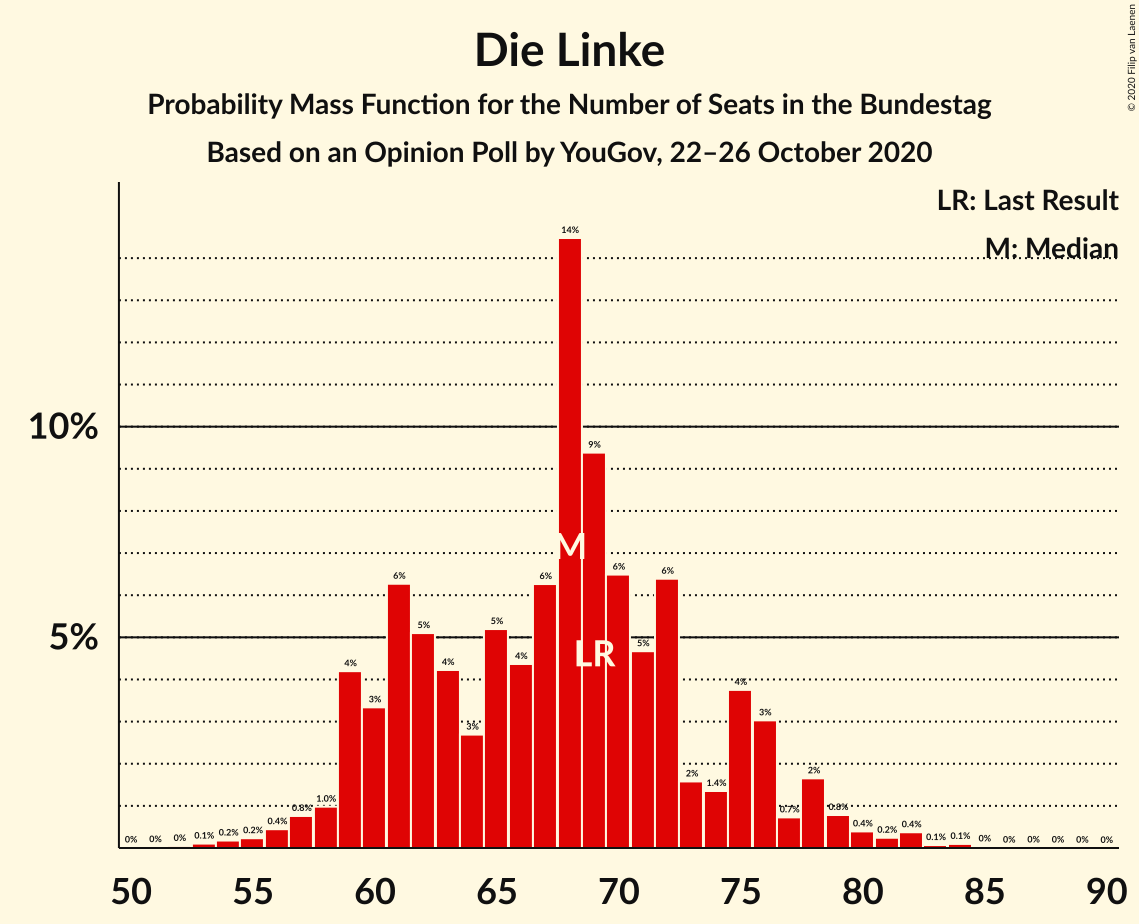 Die Linke
Probability Mass Function for the Number of Seats in the Bundestag
Based on an Opinion Poll by YouGov, 22–26 October 2020
© 2020 Filip van Laenen
LR: Last Result
M: Median
10%
5%
0% 0% 0% 0.1% 0.2% 0.2% 0.4% 0.8% 1.0% 4% 3% 6% 5% 4% 3% 5% 4% 6% 14% 9% 6% 5% 6% 2% 1.4% 4% 3% 0.7% 2% 0.8% 0.4% 0.2% 0.4% 0.1% 0.1% 0% 0% 0% 0% 0% 0%
M
LR
50 55 60 65 70 75 80 85 90